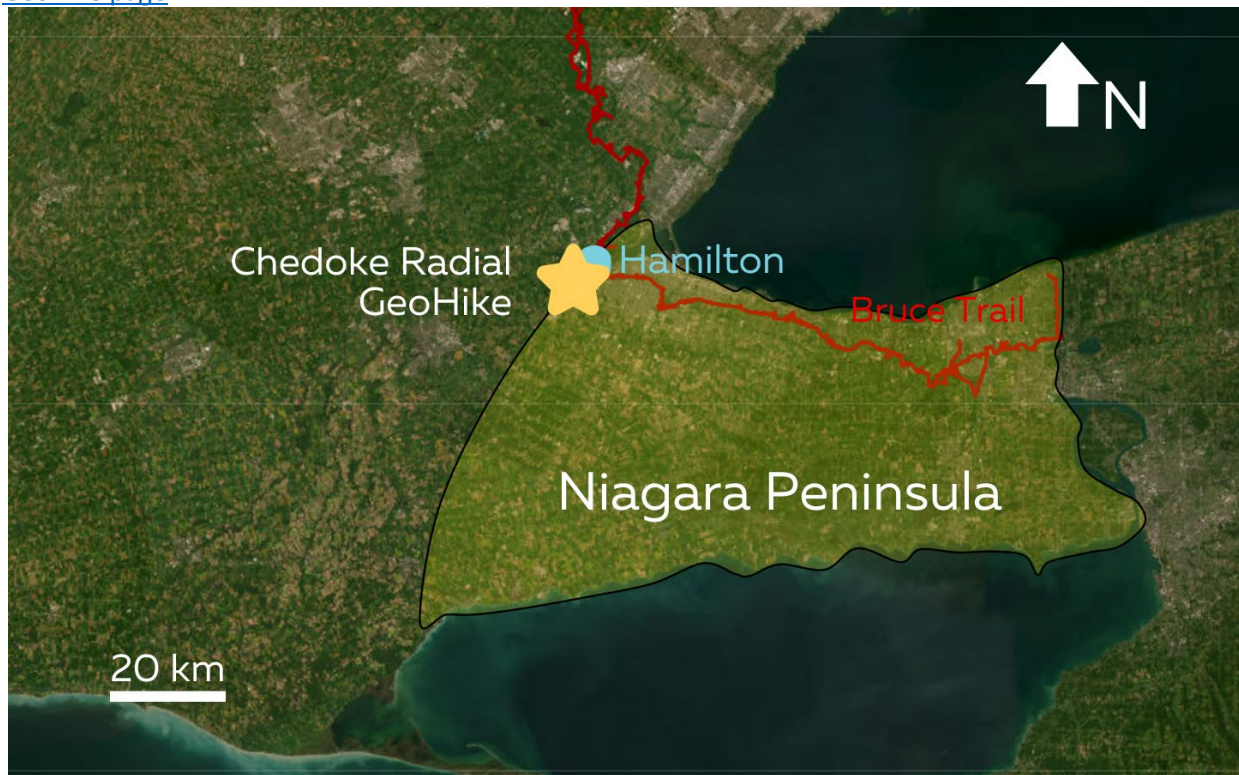 N
Chedoke Radial
GeoHike
Hamilton
Bruce Trail
Niagara Peninsula
20 km